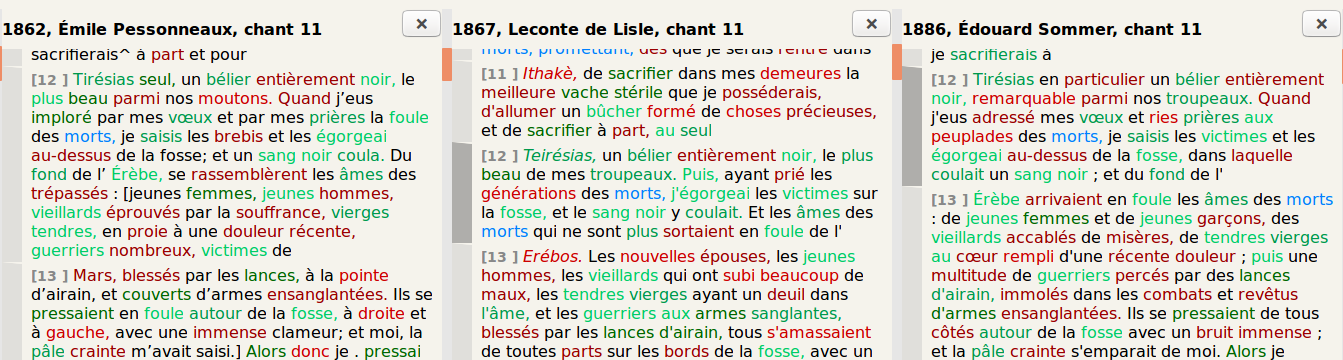 1862, Émile Pessonneaux, chant 11
sacrifierais^ à part et pour
[12 ] Tirésias seul, un bélier entièrement noir, le
plus beau parmi nos moutons. Quand j’eus
imploré par mes vœux et par mes prières la foule
des morts, je saisis les brebis et les égorgeai
au-dessus de la fosse; et un sang noir coula. Du
fond de l’ Érèbe, se rassemblèrent les âmes des
trépassés : [jeunes femmes, jeunes hommes,
vieillards éprouvés par la souffrance, vierges
tendres, en proie à une douleur récente,
guerriers nombreux, victimes de
[13 ] Mars, blessés par les lances, à la pointe
d’airain, et couverts d’armes ensanglantées. Ils se
pressaient en foule autour de la fosse, à droite et
à gauche, avec une immense clameur; et moi, la
pâle crainte m’avait saisi.] Alors donc je . pressai
1867, Leconte de Lisle, chant 11
morts, promettant, dès que je serais rentré dans
[11 ] Ithakè, de sacrifier dans mes demeures la
meilleure vache stérile que je posséderais,
d'allumer un bûcher formé de choses précieuses,
et de sacrifier à part, au seul
[12 ] Teirésias, un bélier entièrement noir, le plus
beau de mes troupeaux. Puis, ayant prié les
générations des morts, j'égorgeai les victimes sur
la fosse, et le sang noir y coulait. Et les âmes des
morts qui ne sont plus sortaient en foule de l'
[13 ] Erébos. Les nouvelles épouses, les jeunes
hommes, les vieillards qui ont subi beaucoup de
maux, les tendres vierges ayant un deuil dans
l'âme, et les guerriers aux armes sanglantes,
blessés par les lances d'airain, tous s'amassaient
de toutes parts sur les bords de la fosse, avec un
1886, Édouard Sommer, chant 11
je sacrifierais à
[12 ] Tirésias en particulier un bélier entièrement
noir, remarquable parmi nos troupeaux. Quand
j'eus adressé mes vœux et ries prières aux
peuplades des morts, je saisis les victimes et les
égorgeai au-dessus de la fosse, dans laquelle
coulait un sang noir ; et du fond de l'
[13 ] Érèbe arrivaient en foule les âmes des morts
: de jeunes femmes et de jeunes garçons, des
vieillards accablés de misères, de tendres vierges
au cœur rempli d'une récente douleur ; puis une
multitude de guerriers percés par des lances
d'airain, immolés dans les combats et revêtus
d'armes ensanglantées. Ils se pressaient de tous
côtés autour de la fosse avec un bruit immense ;
et la pâle crainte s'emparait de moi. Alors je